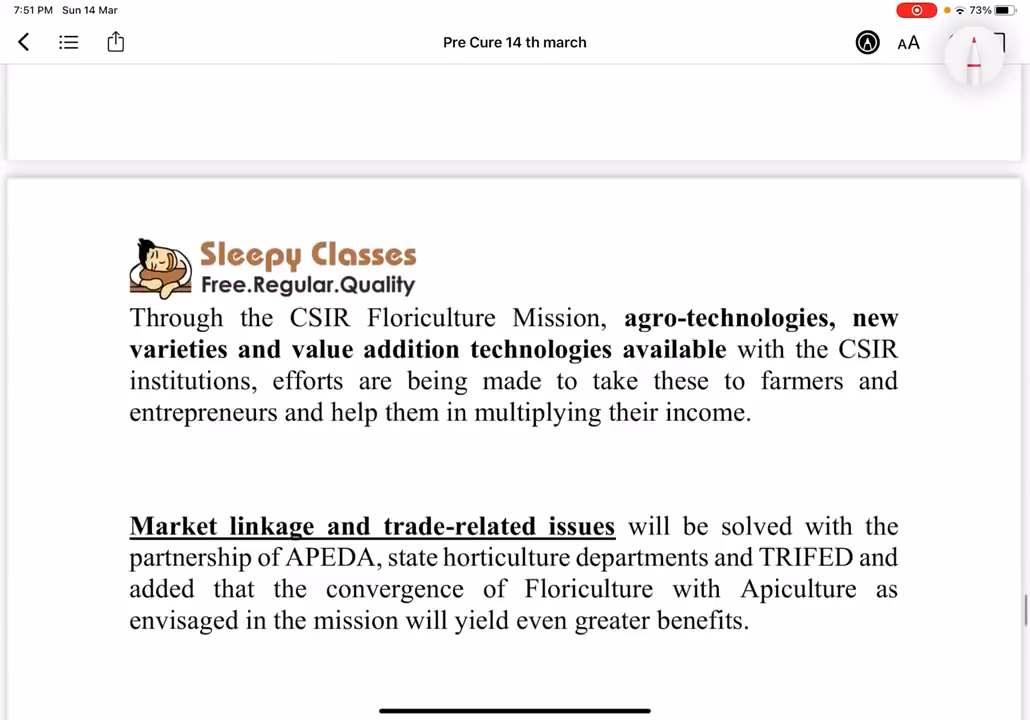 7:51 PM Sun 14 Mar
73%
Pre Cure 14 th march
AA
Sleepy Classes
Free.Regular.Quality
Through the CSIR Floriculture Mission, agro-technologies, new
varieties and value addition technologies available with the CSIR
institutions, efforts are being made to take these to farmers and
entrepreneurs and help them in multiplying their income.
Market linkage and trade-related issues will be solved with the
partnership of APEDA, state horticulture departments and TRIFED and
added that the convergence of Floriculture with Apiculture as
envisaged in the mission will yield even greater benefits.